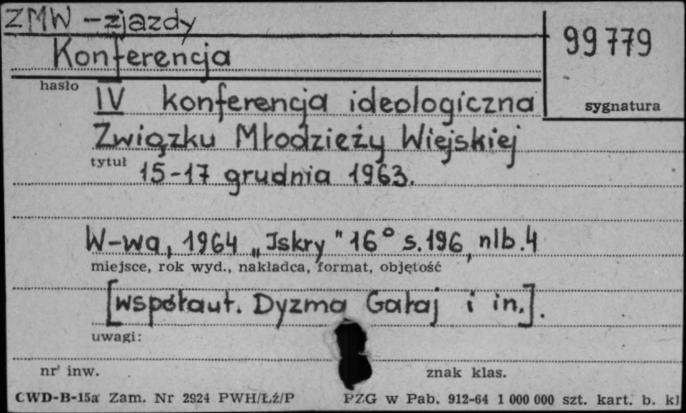 ZMW - zjazdy
Konferencja
99779
hasło
sygnatura
IV konferencja ideologiczna
Związku Młodzieży Wiejskiej
tytuł
15-17 grudnia 1963.
W-wa, 1964 „Iskry" 16° s. 196, nlb. 4
miejsce, rok wyd., nakładca, format, objętość
[współaut. Dyzma Gałaj i in.].
uwagi:
nr inw.
znak klas.
CWD-B-15a Zam. Nr 2924 PWH/Łź/P PZG w Pab. 912-64 1 000 000 szt. kart. b. kl